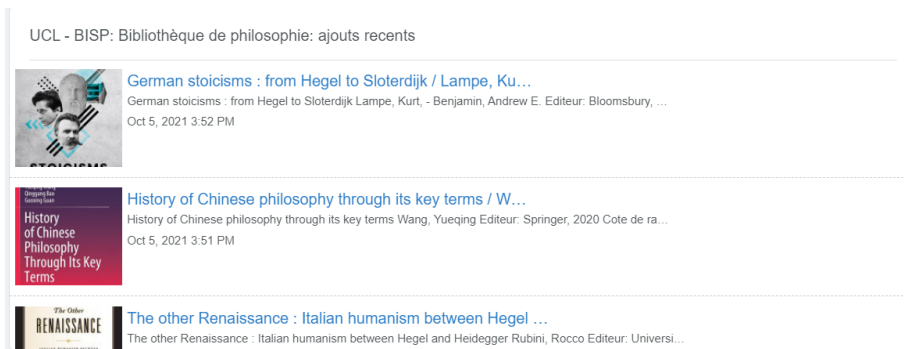 UCL - BISP: Bibliothèque de philosophie: ajouts recents
German stoicisms : from Hegel to Sloterdijk / Lampe, Ku…
German stoicisms : from Hegel to Sloterdijk Lampe, Kurt, - Benjamin, Andrew E. Editeur: Bloomsbury, …
Oct 5, 2021 3:52 PM
STOICISMS
History of Chinese philosophy through its key terms / W…
History of Chinese philosophy through its key terms Wang, Yueqing Editeur: Springer, 2020 Cote de ra…
Oct 5, 2021 3:51 PM
Qinggang Bao
Guoxing Guan
History
of Chinese
Philosophy
Through Its Key
Terms
The other Renaissance : Italian humanism between Hegel …
The other Renaissance : Italian humanism between Hegel and Heidegger Rubini, Rocco Editeur: Universi…
The Other
RENAISSANCE